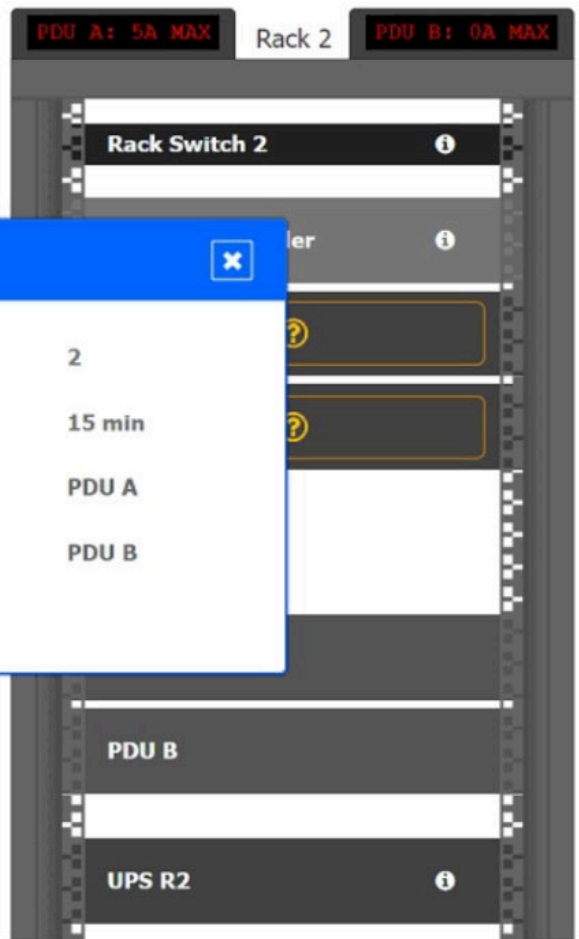 PDU A: 5A MAX
Rack 2
PDU B: 0A MAX
Rack Switch 2
ler
2
15 min
PDU A
PDU B
PDU B
UPS R2